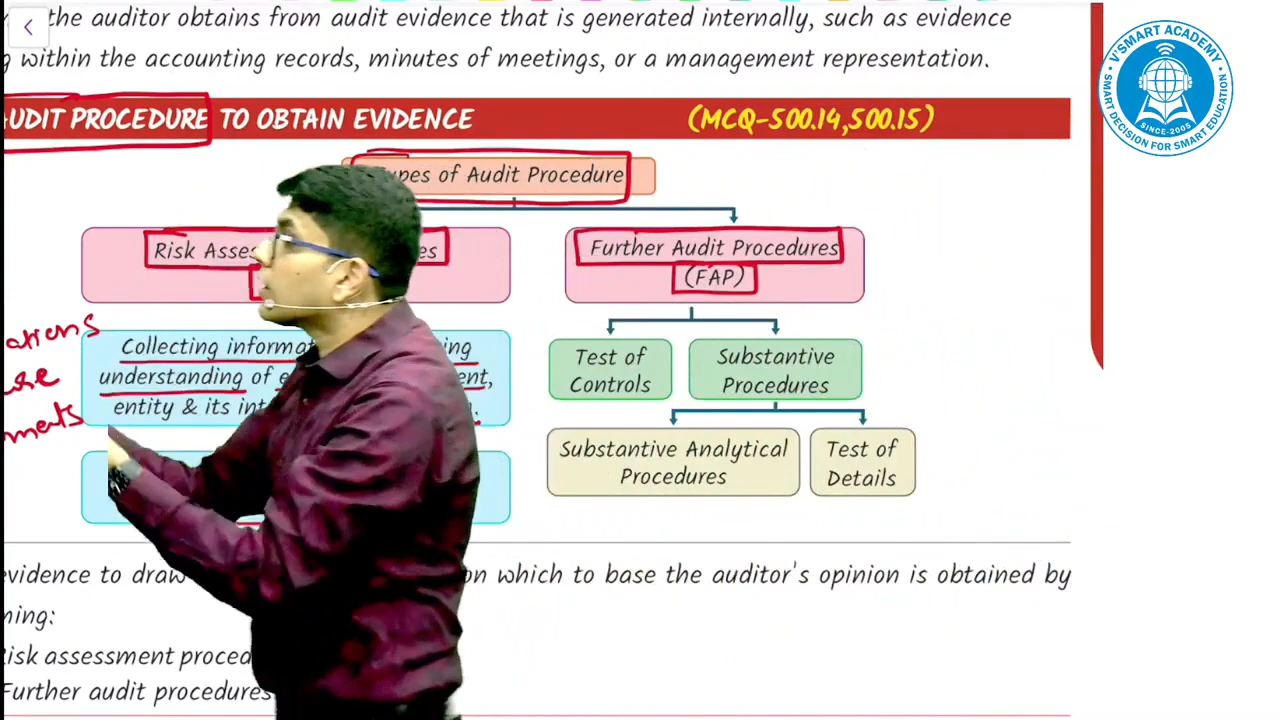 the auditor obtains from audit evidence that is generated internally, such as evidence
within the accounting records, minutes of meetings, or a management representation.
AUDIT PROCEDURE TO OBTAIN EVIDENCE (MCQ-500.14,500.15)
V'SMART ACADEMY
SINCE-2005
SMART DECISION FOR SMART EDUCATION
ypes of Audit Procedure
Risk Asses es
Further Audit Procedures
(FAP)
ations
Collecting informat ing
understanding of e ent,
entity & its int
Test of
Controls
Substantive
Procedures
Substantive Analytical
Procedures
Test of
Details
evidence to draw on which to base the auditor's opinion is obtained by
ning:
isk assessment proced
Further audit procedures